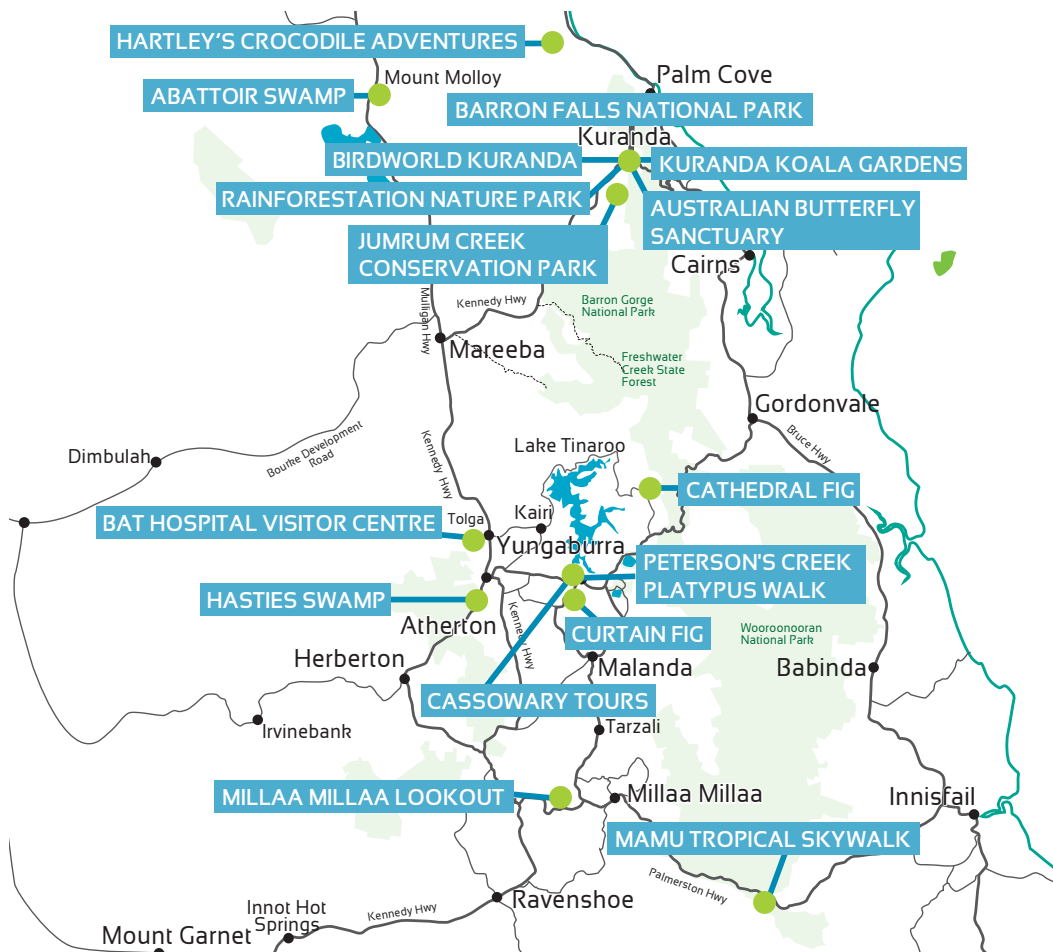 HARTLEY'S CROCODILE ADVENTURES
Mount Molloy
Palm Cove
ABATTOIR SWAMP
BARRON FALLS NATIONAL PARK
Kuranda
BIRDWORLD KURANDA
KURANDA KOALA GARDENS
RAINFORESTATION NATURE PARK
AUSTRALIAN BUTTERFLY
SANCTUARY
JUMRUM CREEK
CONSERVATION PARK
Cairns
Mulligan Hwy
Kennedy Hwy
Barron Gorge
National Park
Mareeba
Freshwater
Creek State
Forest
Gordonvale
Bruce Hwy
Dimbulah
Bourke Development
Road
Kennedy Hwy
Lake Tinaroo
CATHEDRAL FIG
BAT HOSPITAL VISITOR CENTRE
Tolga
Kairi
Yungaburra
PETERSON'S CREEK
PLATYPUS WALK
HASTIES SWAMP
Atherton
Kennedy Hwy
CURTAIN FIG
Wooroonooran
National Park
Herberton
Malanda
Babinda
CASSOWARY TOURS
Irvinebank
Tarzali
MILLAA MILLAA LOOKOUT
Millaa Millaa
Innisfail
MAMU TROPICAL SKYWALK
Palmerston Hwy
Ravenshoe
Innot Hot
Springs
Kennedy Hwy
Mount Garnet